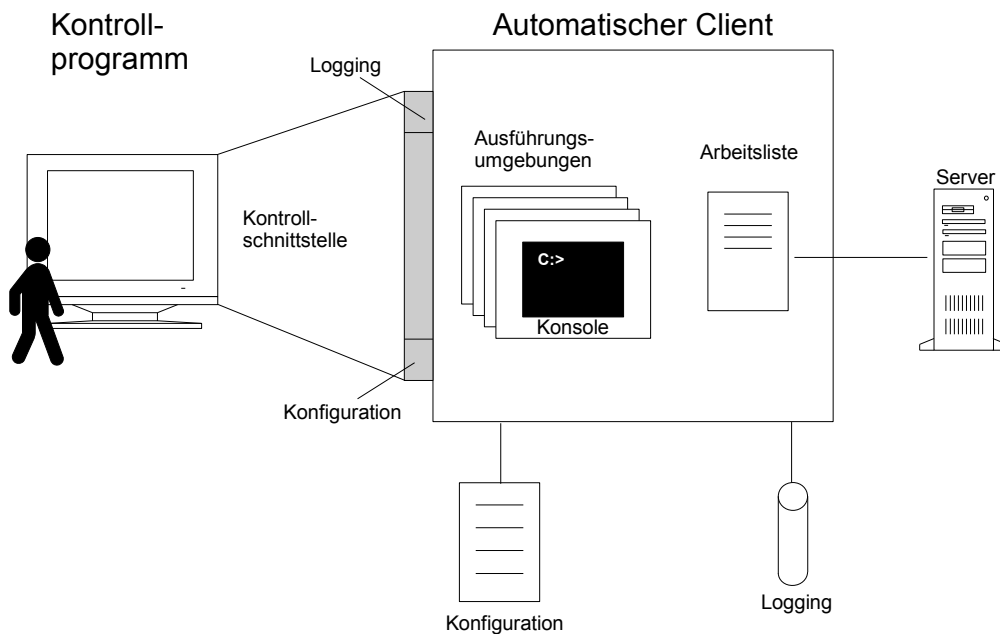 Kontroll-
programm
Automatischer Client
Logging
Ausführungs-
umgebungen
Arbeitsliste
Server
Kontroll-
schnittstelle
C:>
Konsole
Konfiguration
Konfiguration
Logging